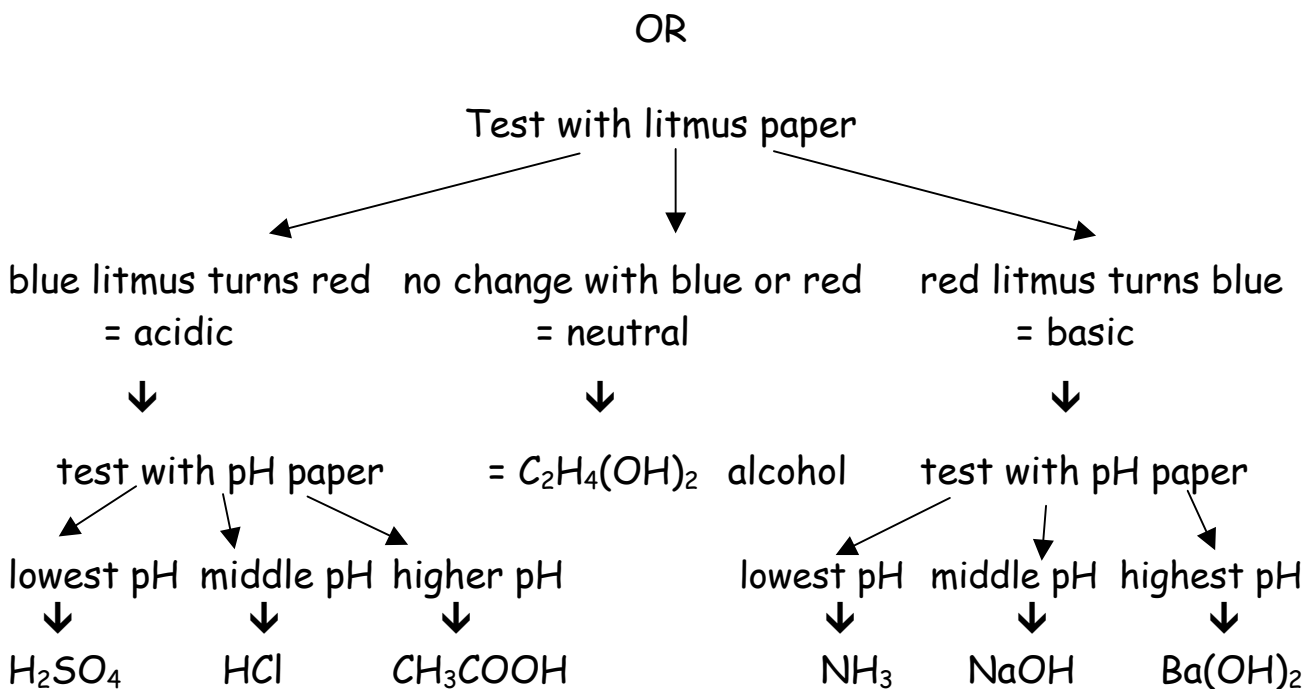 OR
Test with litmus paper
blue litmus turns red no change with blue or red red litmus turns blue
= acidic = neutral = basic
test with pH paper = C₂H₄(OH)₂ alcohol test with pH paper
lowest pH middle pH higher pH lowest pH middle pH highest pH
H₂SO₄ HCl CH₃COOH NH₃ NaOH Ba(OH)₂